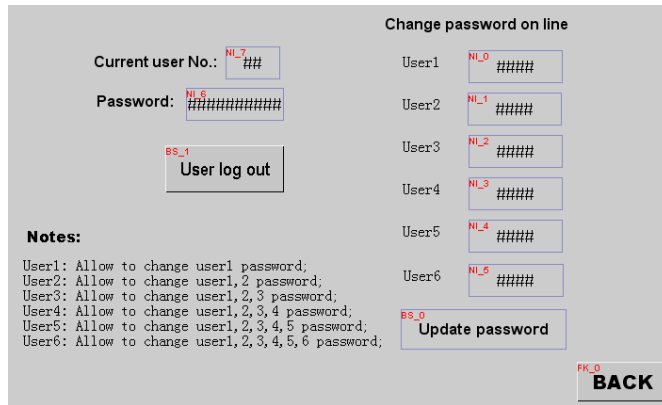 Change password on line
Current user No.:
NI_7
##
Password:
NI_6
##########
BS_1
User log out
User1
NI_0
####
User2
NI_1
####
User3
NI_2
####
User4
NI_3
####
User5
NI_4
####
User6
NI_5
####
BS_0
Update password
Notes:
User1: Allow to change user1 password;
User2: Allow to change user1,2 password;
User3: Allow to change user1,2,3 password;
User4: Allow to change user1,2,3,4 password;
User5: Allow to change user1,2,3,4,5 password;
User6: Allow to change user1,2,3,4,5,6 password;
FK_0
BACK